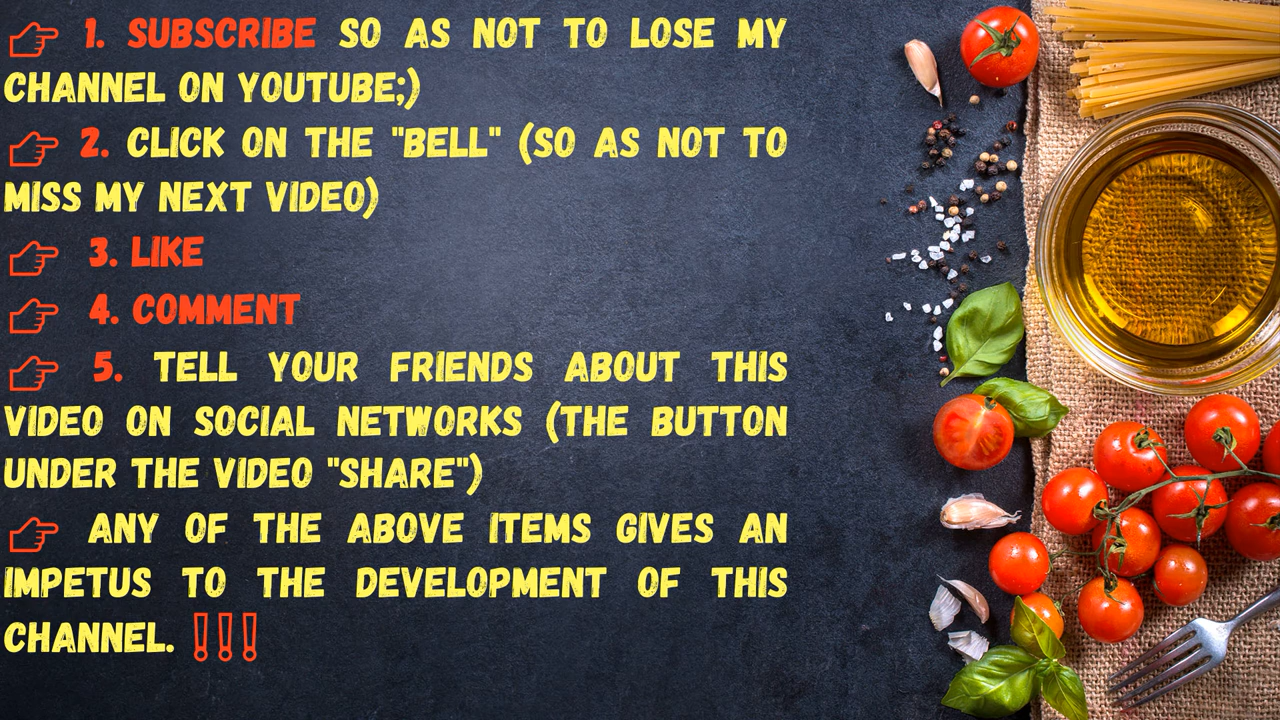 👉 1. SUBSCRIBE SO AS NOT TO LOSE MY
CHANNEL ON YOUTUBE;)
👉 2. CLICK ON THE "BELL" (SO AS NOT TO
MISS MY NEXT VIDEO)
👉 3. LIKE
👉 4. COMMENT
👉 5. TELL YOUR FRIENDS ABOUT THIS
VIDEO ON SOCIAL NETWORKS (THE BUTTON
UNDER THE VIDEO "SHARE")
👉 ANY OF THE ABOVE ITEMS GIVES AN
IMPETUS TO THE DEVELOPMENT OF THIS
CHANNEL. !!!